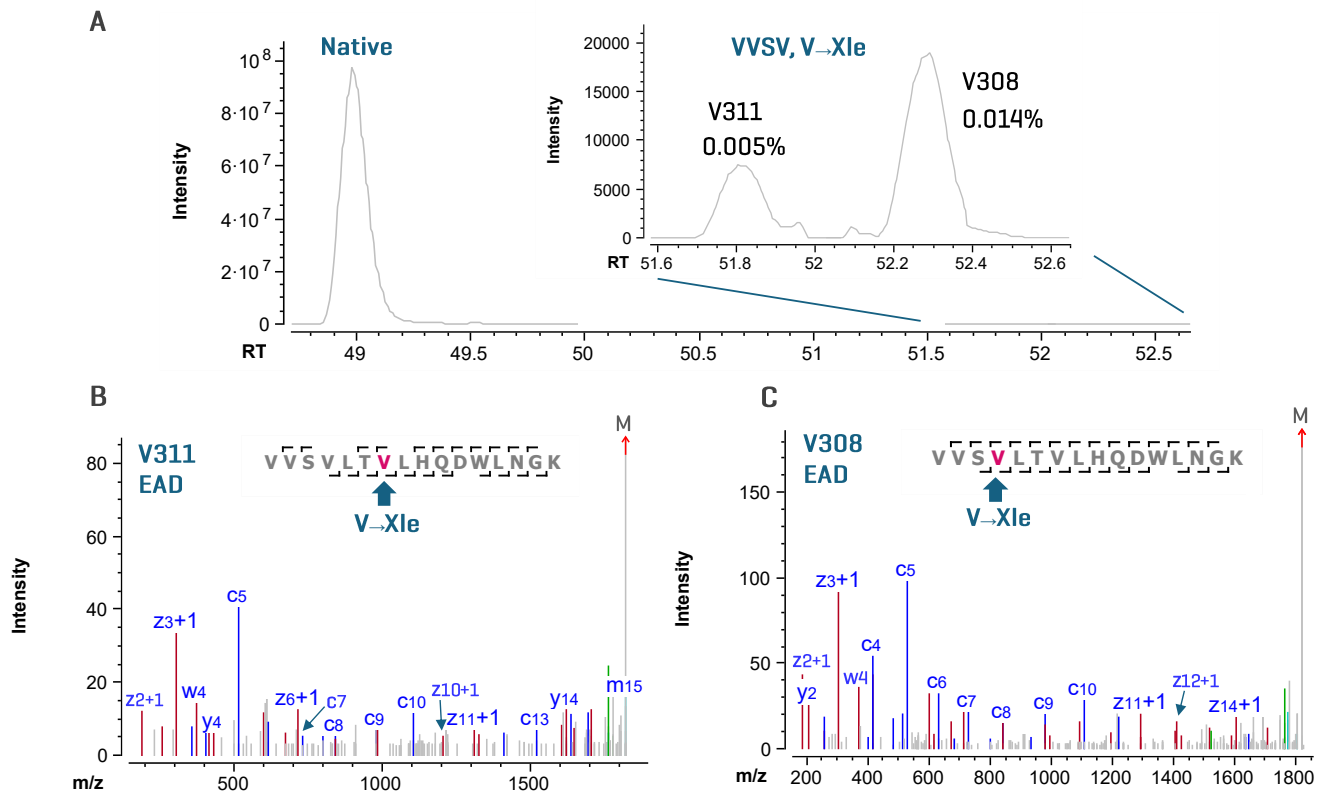 A
Native
Intensity
10⁸
8·10⁷
6·10⁷
4·10⁷
2·10⁷
0
RT
49
49.5
50
50.5
51
51.5
52
52.5
VVSV, V→Xle
Intensity
20000
15000
10000
5000
0
V311
0.005%
V308
0.014%
RT
51.6
51.8
52
52.2
52.4
52.6
B
V311
EAD
VVSVLTVLHQDWLNGK
V→Xle
M
Intensity
80
60
40
20
0
z2+1
z3+1
w4
y4
c5
z6+1
c7
c8
c9
c10
z10+1
z11+1
c13
y14
m15
m/z
500
1000
1500
C
V308
EAD
VVSVLTVLHQDWLNGK
V→Xle
M
Intensity
150
100
50
0
z2+1
y2
z3+1
w4
c4
c5
c6
c7
c8
c9
c10
z11+1
z12+1
z14+1
m/z
200
400
600
800
1000
1200
1400
1600
1800